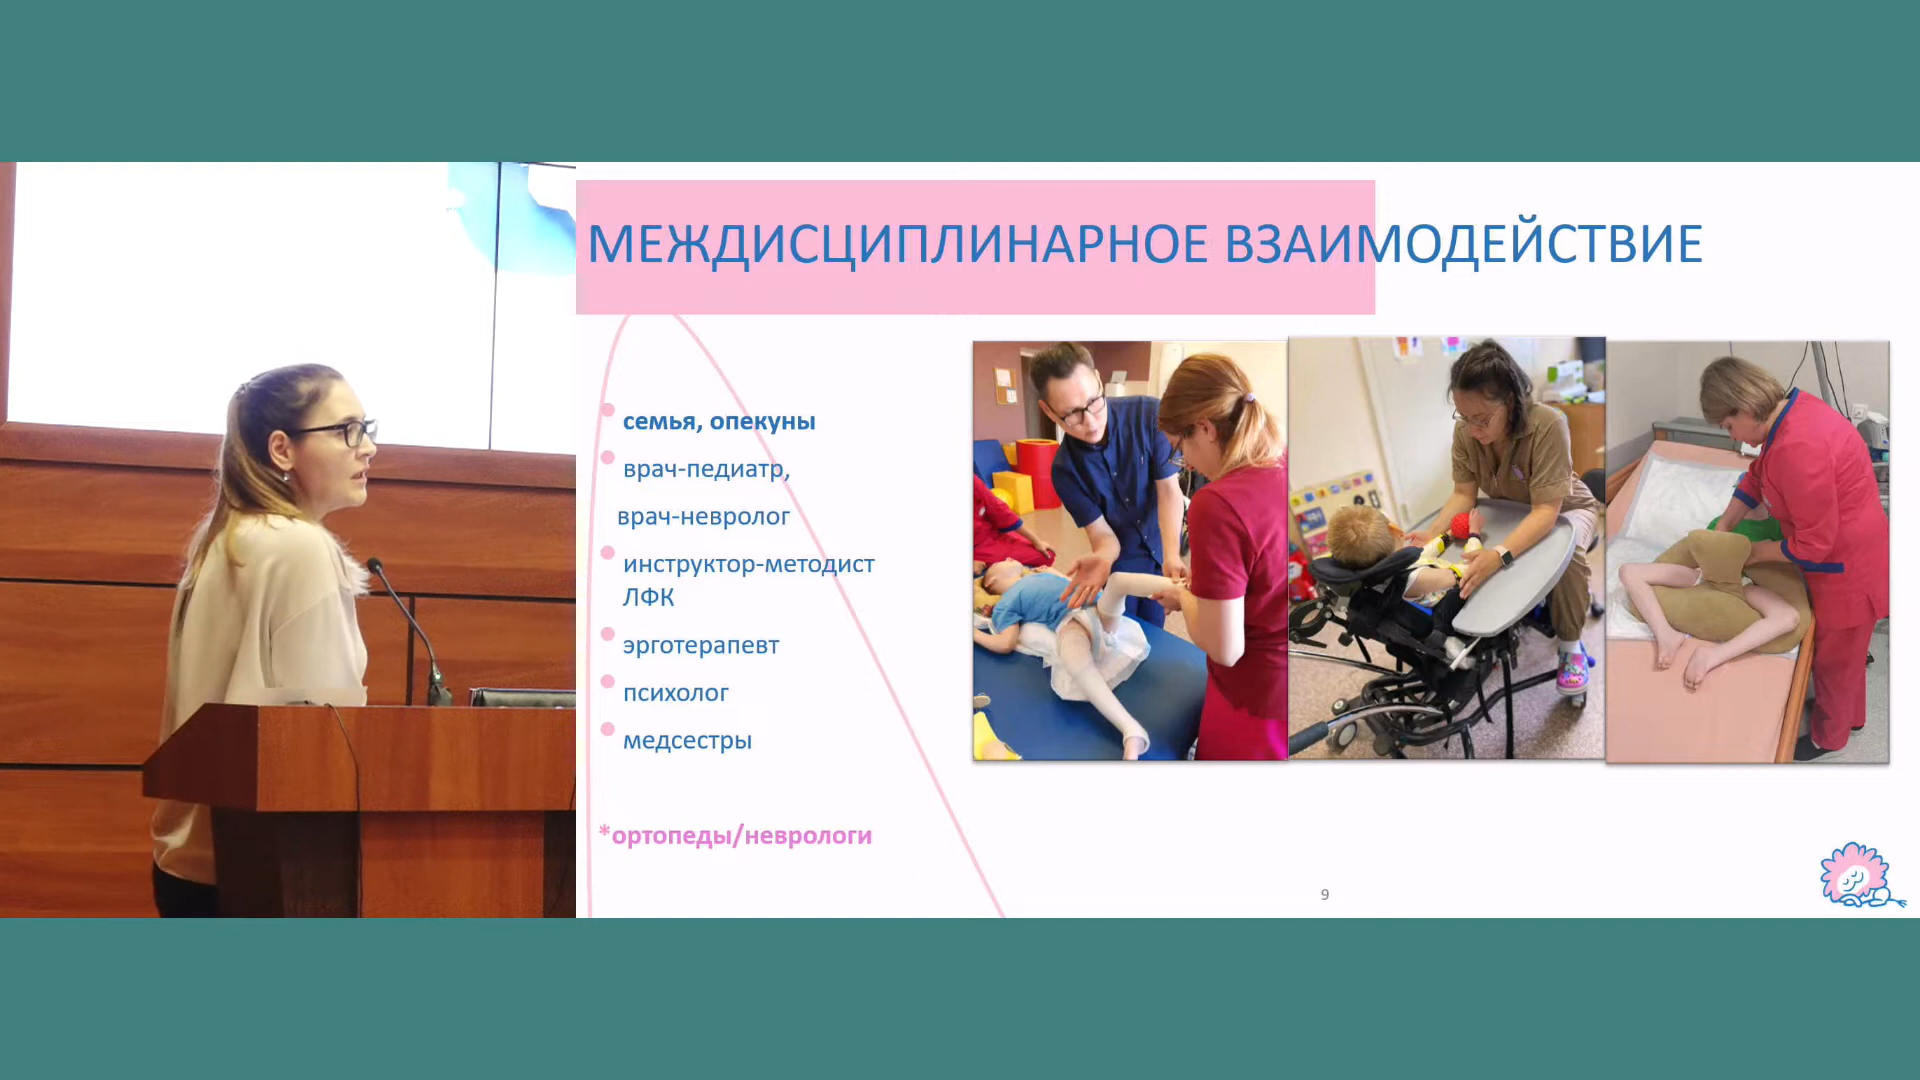 МЕЖДИСЦИПЛИНАРНОЕ ВЗАИМОДЕЙСТВИЕ
семья, опекуны
врач-педиатр,
врач-невролог
инструктор-методист
ЛФК
эрготерапевт
психолог
медсестры
*ортопеды/неврологи
9